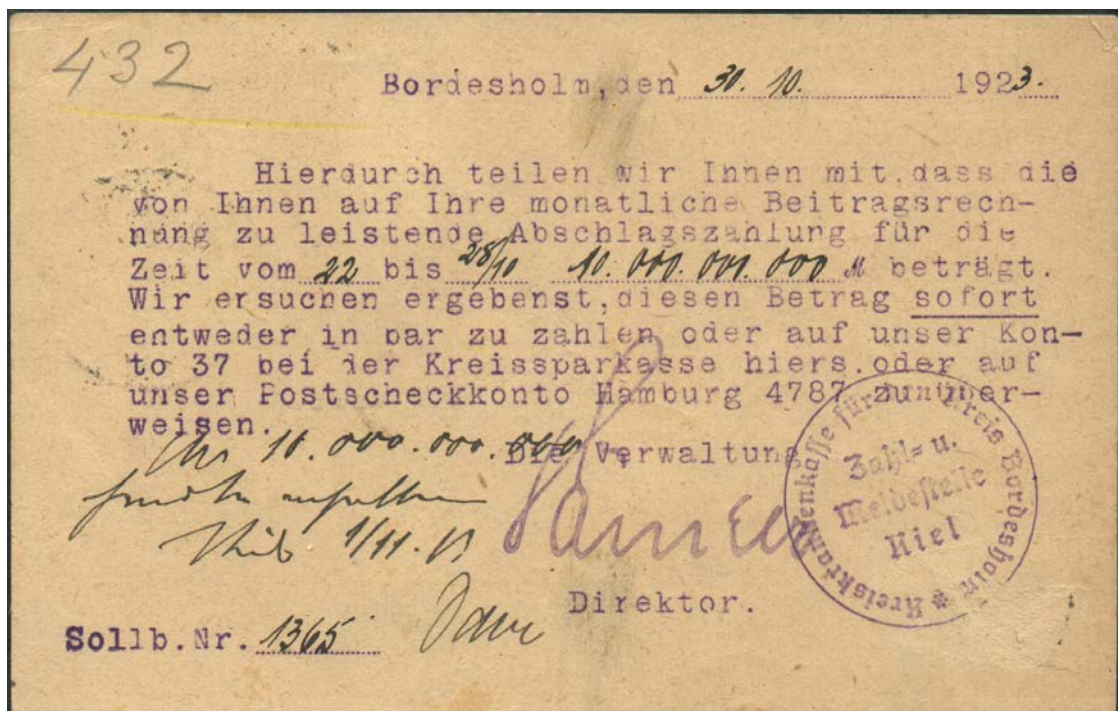 432
Bordesholm, den 30. 10. 1923.
Hierdurch teilen wir Ihnen mit, dass die
von Ihnen auf Ihre monatliche Beitragsrech-
nung zu leistende Abschlagszahlung für die
Zeit vom 22 bis 28/10 10.000.000.000 M beträgt.
Wir ersuchen ergebenst, diesen Betrag sofort
entweder in bar zu zahlen oder auf unser Kon-
to 37 bei der Kreissparkasse hiers. oder auf
unser Postscheckkonto Hamburg 4787 zu über-
weisen.
10.000.000.000
Die Verwaltung
1/11.
Direktor.
Sollb. Nr. 1365
Kreiskrankenkasse für den Kreis Bordesholm *
Zahl- u.
Meldestelle
Kiel